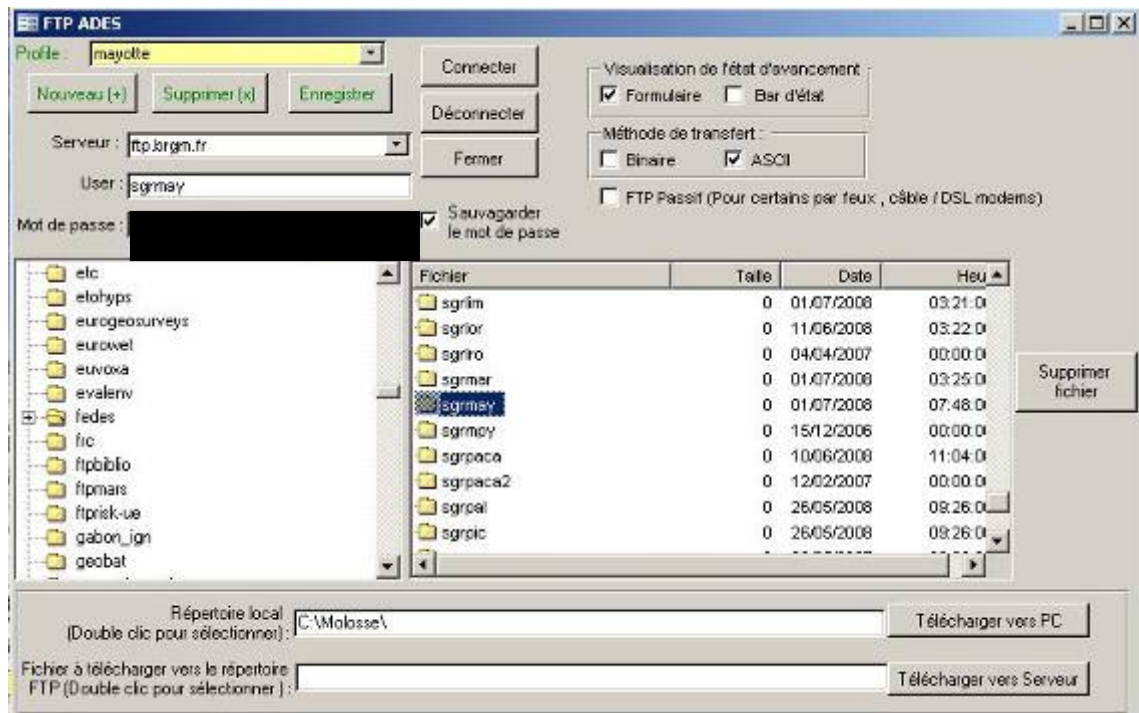 FTP ADES
Profile : mayotte
Connecter
Visualisation de l'état d'avancement
Nouveau (+) Supprimer (x) Enregistrer
Formulaire Bar d'état
Déconnecter
Serveur : ftp.brgm.fr
Méthode de transfert :
Fermer
Binaire ASCII
User : sgrmay
FTP Passif (Pour certains par feux , câble / DSL modems)
Mot de passe :
Sauvagarder
le mot de passe
etc
etohyps
eurogeosurveys
eurowet
euvoxa
evalenv
fedes
fric
ftpbiblio
ftpmars
ftprisk-ue
gabon_ign
geobat
Fichier Taille Date Heu
sgrlim 0 01/07/2008 03:21:0
sgrlor 0 11/06/2008 03:22:0
sgrlro 0 04/04/2007 00:00:0
sgrmar 0 01/07/2008 03:25:0
sgrmay 0 01/07/2008 07:48:0
sgrmpy 0 15/12/2006 00:00:0
sgrpaca 0 10/06/2008 11:04:0
sgrpaca2 0 12/02/2007 00:00:0
sgrpal 0 26/05/2008 09:26:0
sgrpic 0 26/05/2008 09:26:0
Supprimer
fichier
Répertoire local
(Double clic pour sélectionner) : C:\Molosse\
Télécharger vers PC
Fichier à télécharger vers le répertoire
FTP (Double clic pour sélectionner ) :
Télécharger vers Serveur